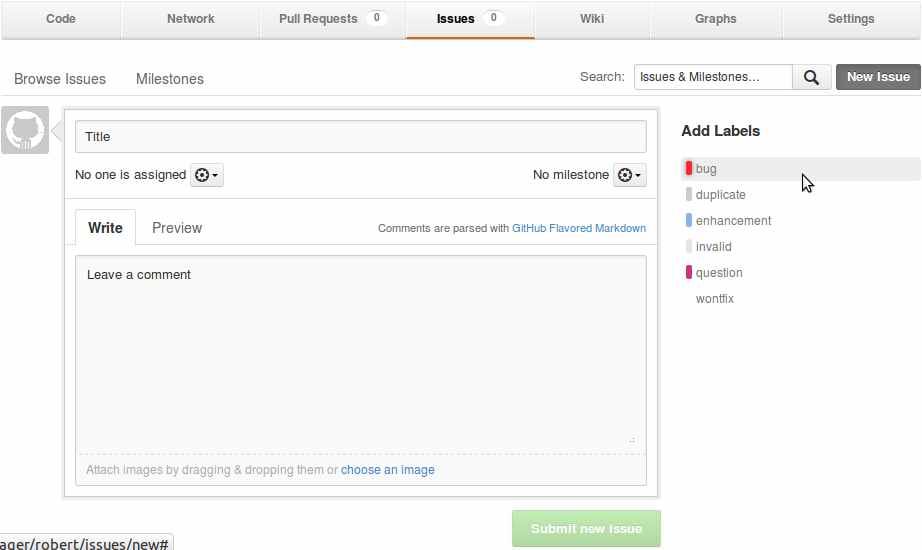 Code Network Pull Requests 0 Issues 0 Wiki Graphs Settings
Browse Issues Milestones Search: Issues & Milestones... New Issue
Title
No one is assigned No milestone
Write Preview Comments are parsed with GitHub Flavored Markdown
Leave a comment
Attach images by dragging & dropping them or choose an image
Submit new issue
Add Labels
bug
duplicate
enhancement
invalid
question
wontfix
ager/robert/issues/new#